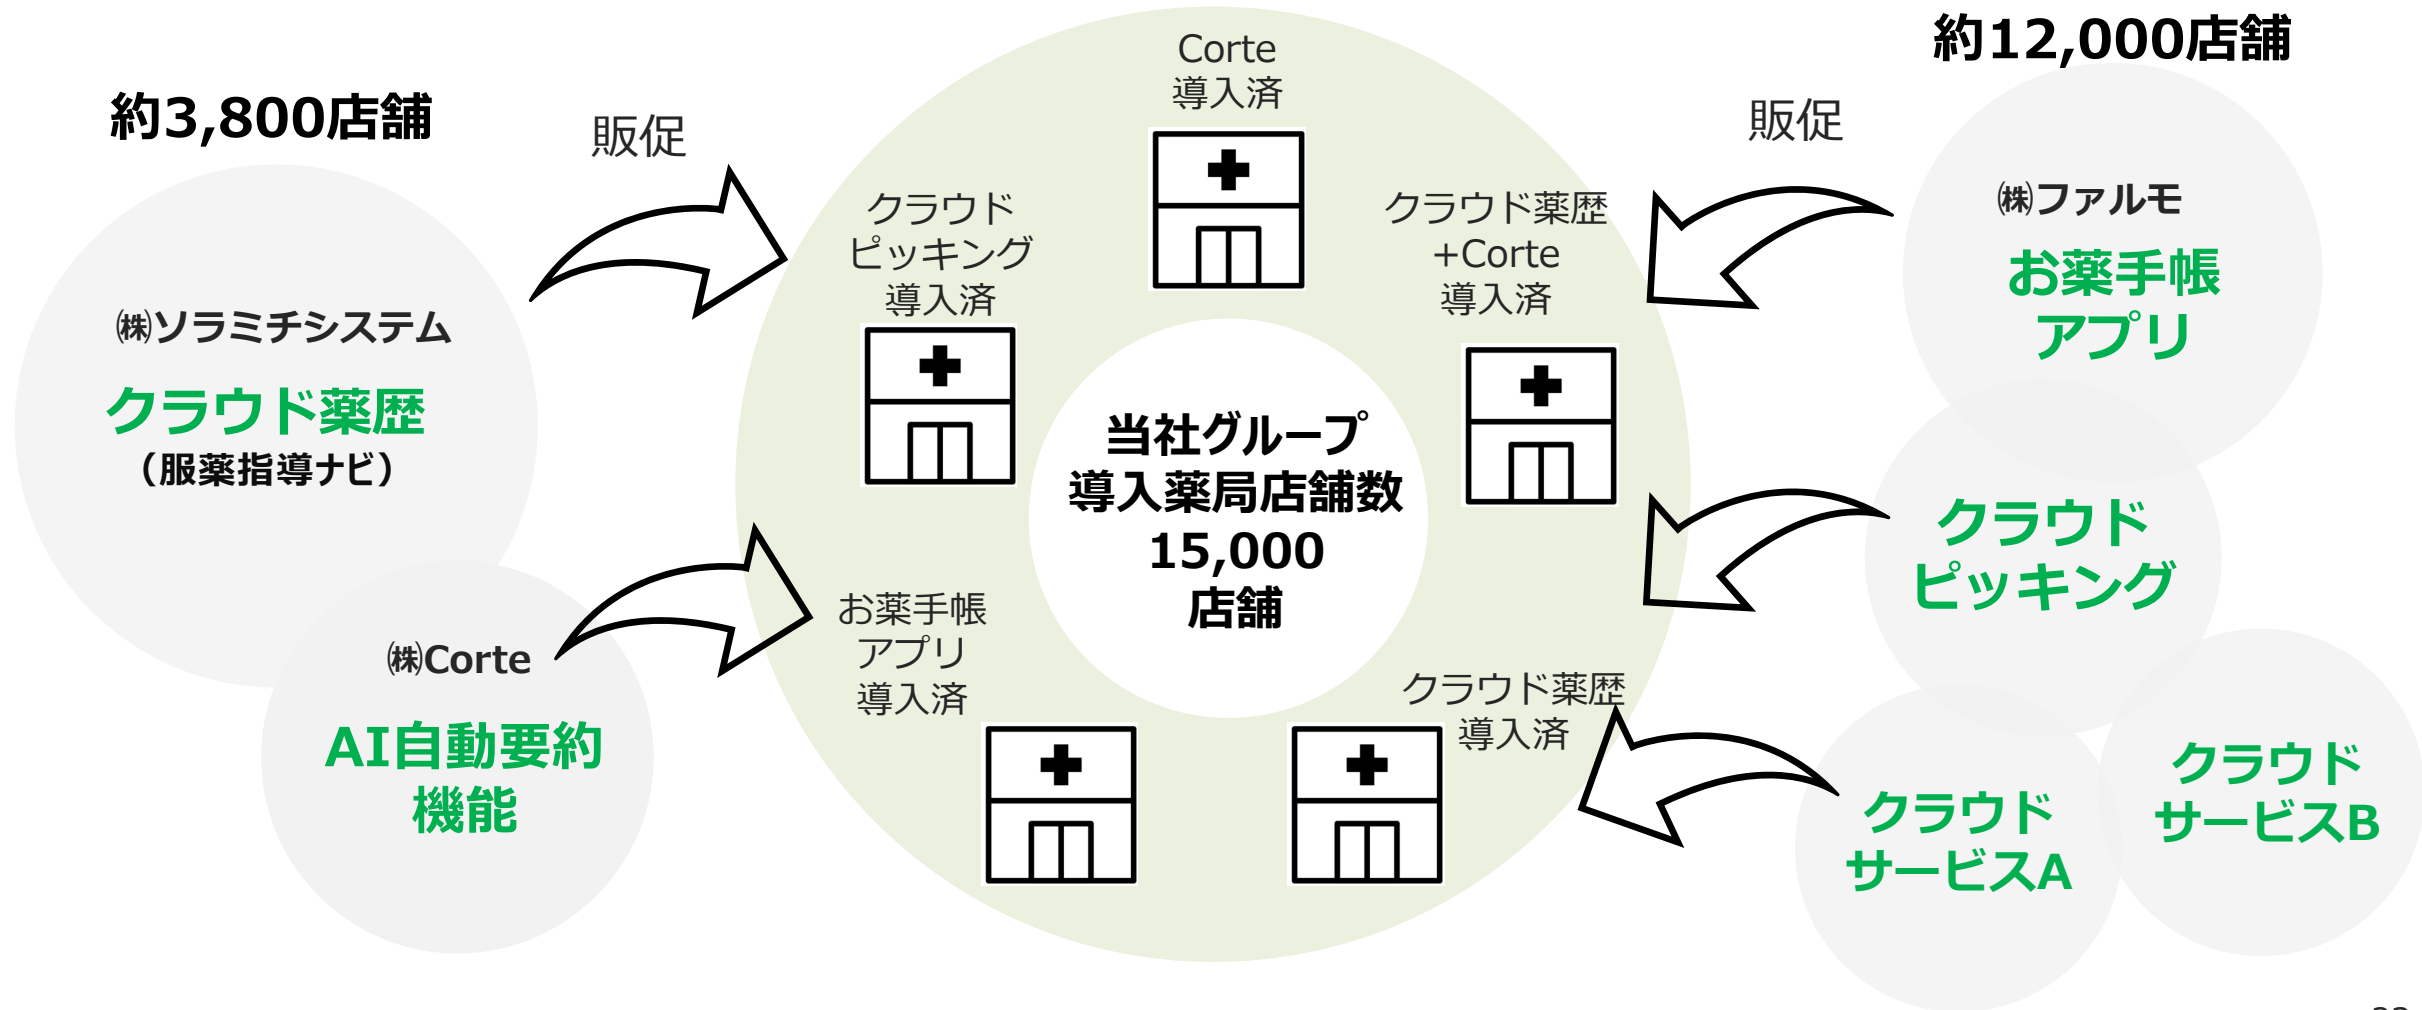 約3,800店舗
㈱ソラミチシステム
クラウド薬歴
（服薬指導ナビ）
㈱Corte
AI自動要約
機能
販促
Corte
導入済
クラウド
ピッキング
導入済
クラウド薬歴
+Corte
導入済
当社グループ
導入薬局店舗数
15,000
店舗
お薬手帳
アプリ
導入済
クラウド薬歴
導入済
販促
約12,000店舗
㈱ファルモ
お薬手帳
アプリ
クラウド
ピッキング
クラウド
サービスA
クラウド
サービスB